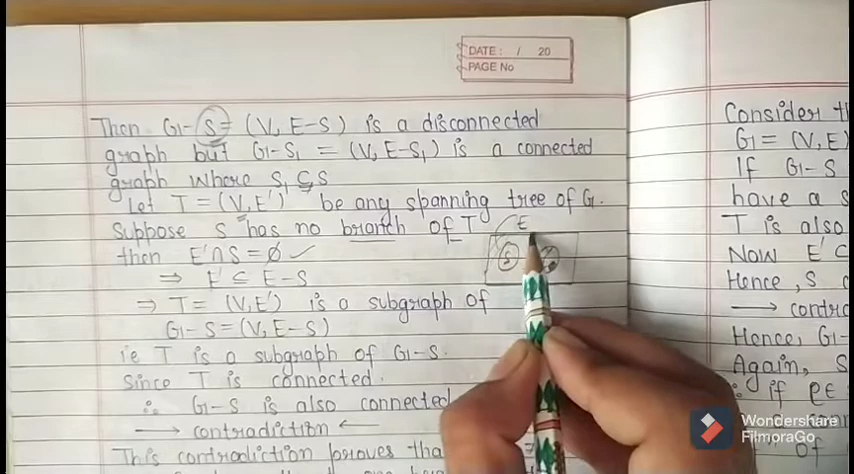 DATE: / 20
PAGE No
Then G-S = (V, E-S) is a disconnected
graph but G-S₁ = (V, E-S₁) is a connected
graph where S₁ ⊊ S
Let T = (V, E') be any spanning tree of G.
Suppose S has no branch of T
then E'∩S = ∅ ✓
⇒ E' ⊆ E-S
⇒ T = (V, E') is a subgraph of
G-S = (V, E-S)
ie T is a subgraph of G-S.
since T is connected.
∴ G-S is also connected
→ contradiction ←
This contradiction proves tha
E
S
Consider th
G = (V, E)
If G-S
have a s
T is also
Now E' ⊂
Hence, S
→ contra
Hence, G-
Again, S
∴ if e∈
of
Wondershare
FilmoraGo